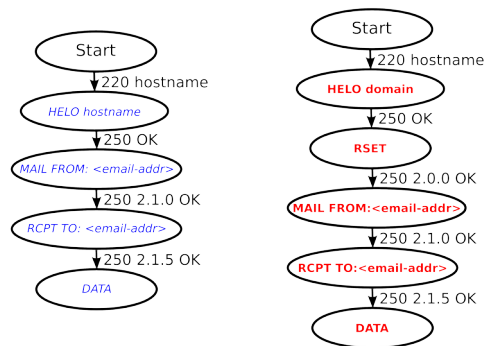 Start
220 hostname
HELO hostname
250 OK
MAIL FROM: <email-addr>
250 2.1.0 OK
RCPT TO: <email-addr>
250 2.1.5 OK
DATA
Start
220 hostname
HELO domain
250 OK
RSET
250 2.0.0 OK
MAIL FROM:<email-addr>
250 2.1.0 OK
RCPT TO:<email-addr>
250 2.1.5 OK
DATA